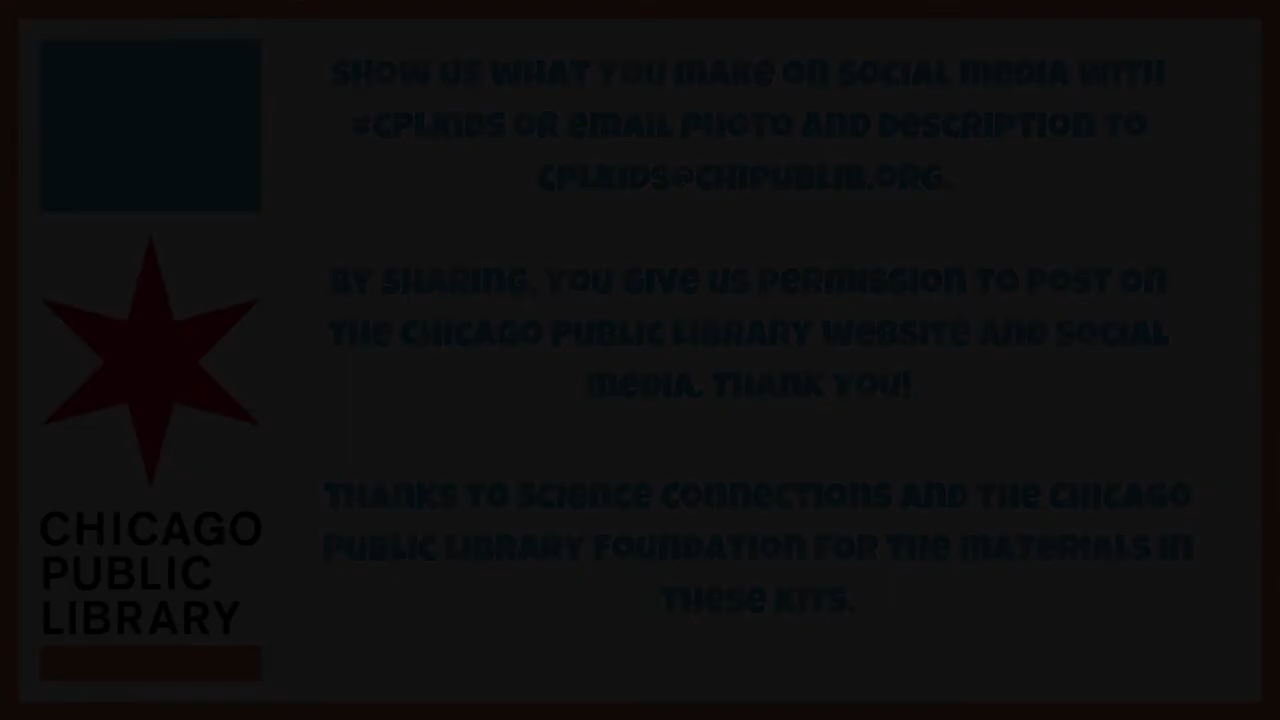 SHOW US WHAT YOU MAKE ON SOCIAL MEDIA WITH
#CPLKIDS OR EMAIL PHOTO AND DESCRIPTION TO
CPLKIDS@CHIPUBLIB.ORG.
BY SHARING, YOU GIVE US PERMISSION TO POST ON
THE CHICAGO PUBLIC LIBRARY WEBSITE AND SOCIAL
MEDIA. THANK YOU!
THANKS TO SCIENCE CONNECTIONS AND THE CHICAGO
PUBLIC LIBRARY FOUNDATION FOR THE MATERIALS IN
THESE KITS.
CHICAGO
PUBLIC
LIBRARY